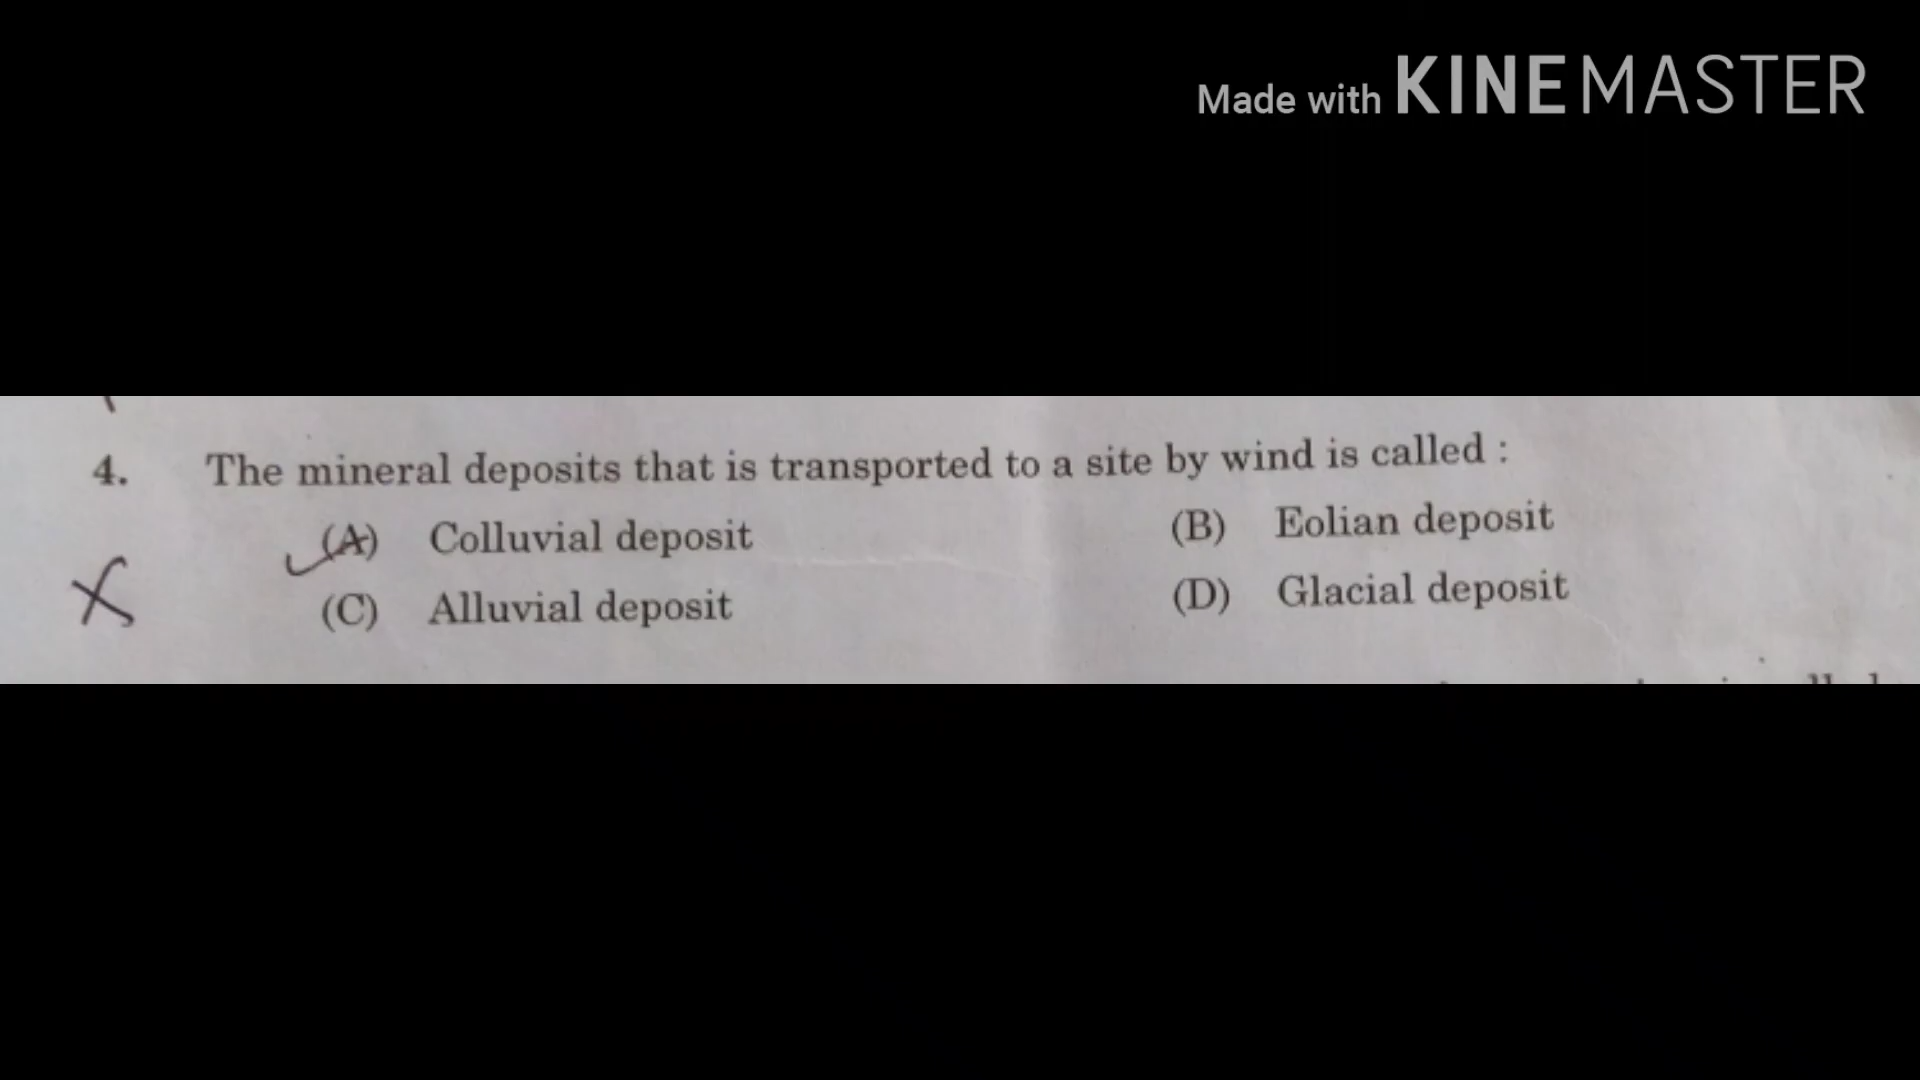 Made with KINEMASTER
4. The mineral deposits that is transported to a site by wind is called :
(A) Colluvial deposit (B) Eolian deposit
(C) Alluvial deposit (D) Glacial deposit